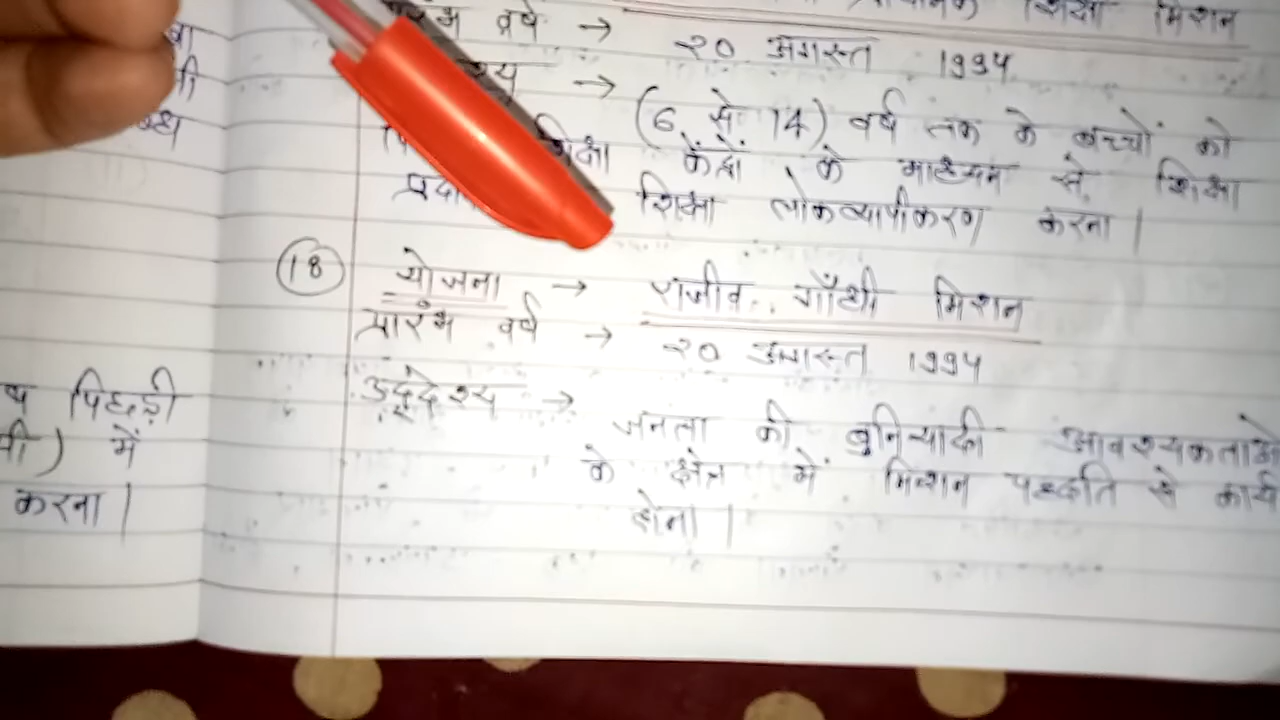 शिक्षा मिशन
वर्ष → २० अगस्त 1994
→ (6 से 14) वर्ष तक के बच्चों को
शिक्षा केंद्रों के माध्यम से शिक्षा
शिक्षा लोकव्यापीकरण करना |
(18) योजना → राजीव गाँधी मिशन
प्रारंभ वर्ष → २० अगस्त 1994
उद्देश्य → जनता की बुनियादी आवश्यकताओ
के क्षेत्र में मिशन पद्धति से कार्य
होना |
पिछड़ी
में
करना |